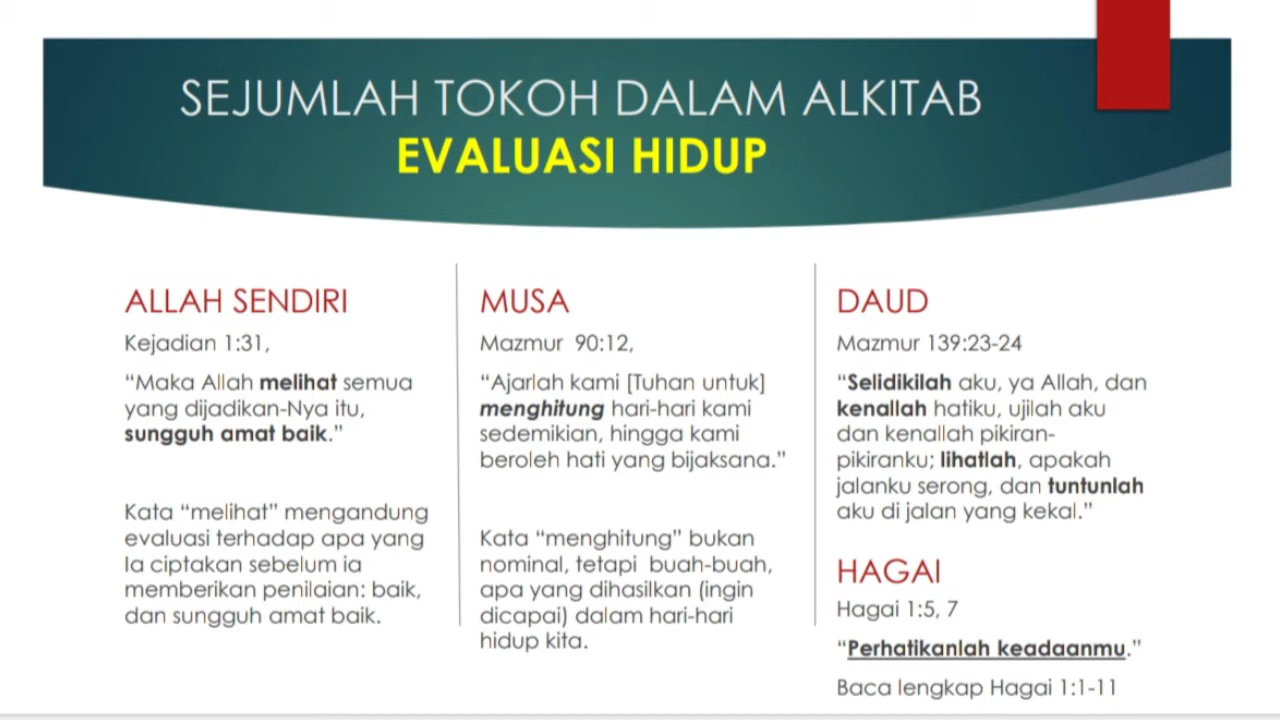 SEJUMLAH TOKOH DALAM ALKITAB
EVALUASI HIDUP
ALLAH SENDIRI
Kejadian 1:31,
“Maka Allah melihat semua
yang dijadikan-Nya itu,
sungguh amat baik.”
Kata “melihat” mengandung
evaluasi terhadap apa yang
Ia ciptakan sebelum ia
memberikan penilaian: baik,
dan sungguh amat baik.
MUSA
Mazmur 90:12,
“Ajarlah kami [Tuhan untuk]
menghitung hari-hari kami
sedemikian, hingga kami
beroleh hati yang bijaksana.”
Kata “menghitung” bukan
nominal, tetapi buah-buah,
apa yang dihasilkan (ingin
dicapai) dalam hari-hari
hidup kita.
DAUD
Mazmur 139:23-24
“Selidikilah aku, ya Allah, dan
kenallah hatiku, ujilah aku
dan kenallah pikiran-
pikiranku; lihatlah, apakah
jalanku serong, dan tuntunlah
aku di jalan yang kekal.”
HAGAI
Hagai 1:5, 7
“Perhatikanlah keadaanmu.”
Baca lengkap Hagai 1:1-11